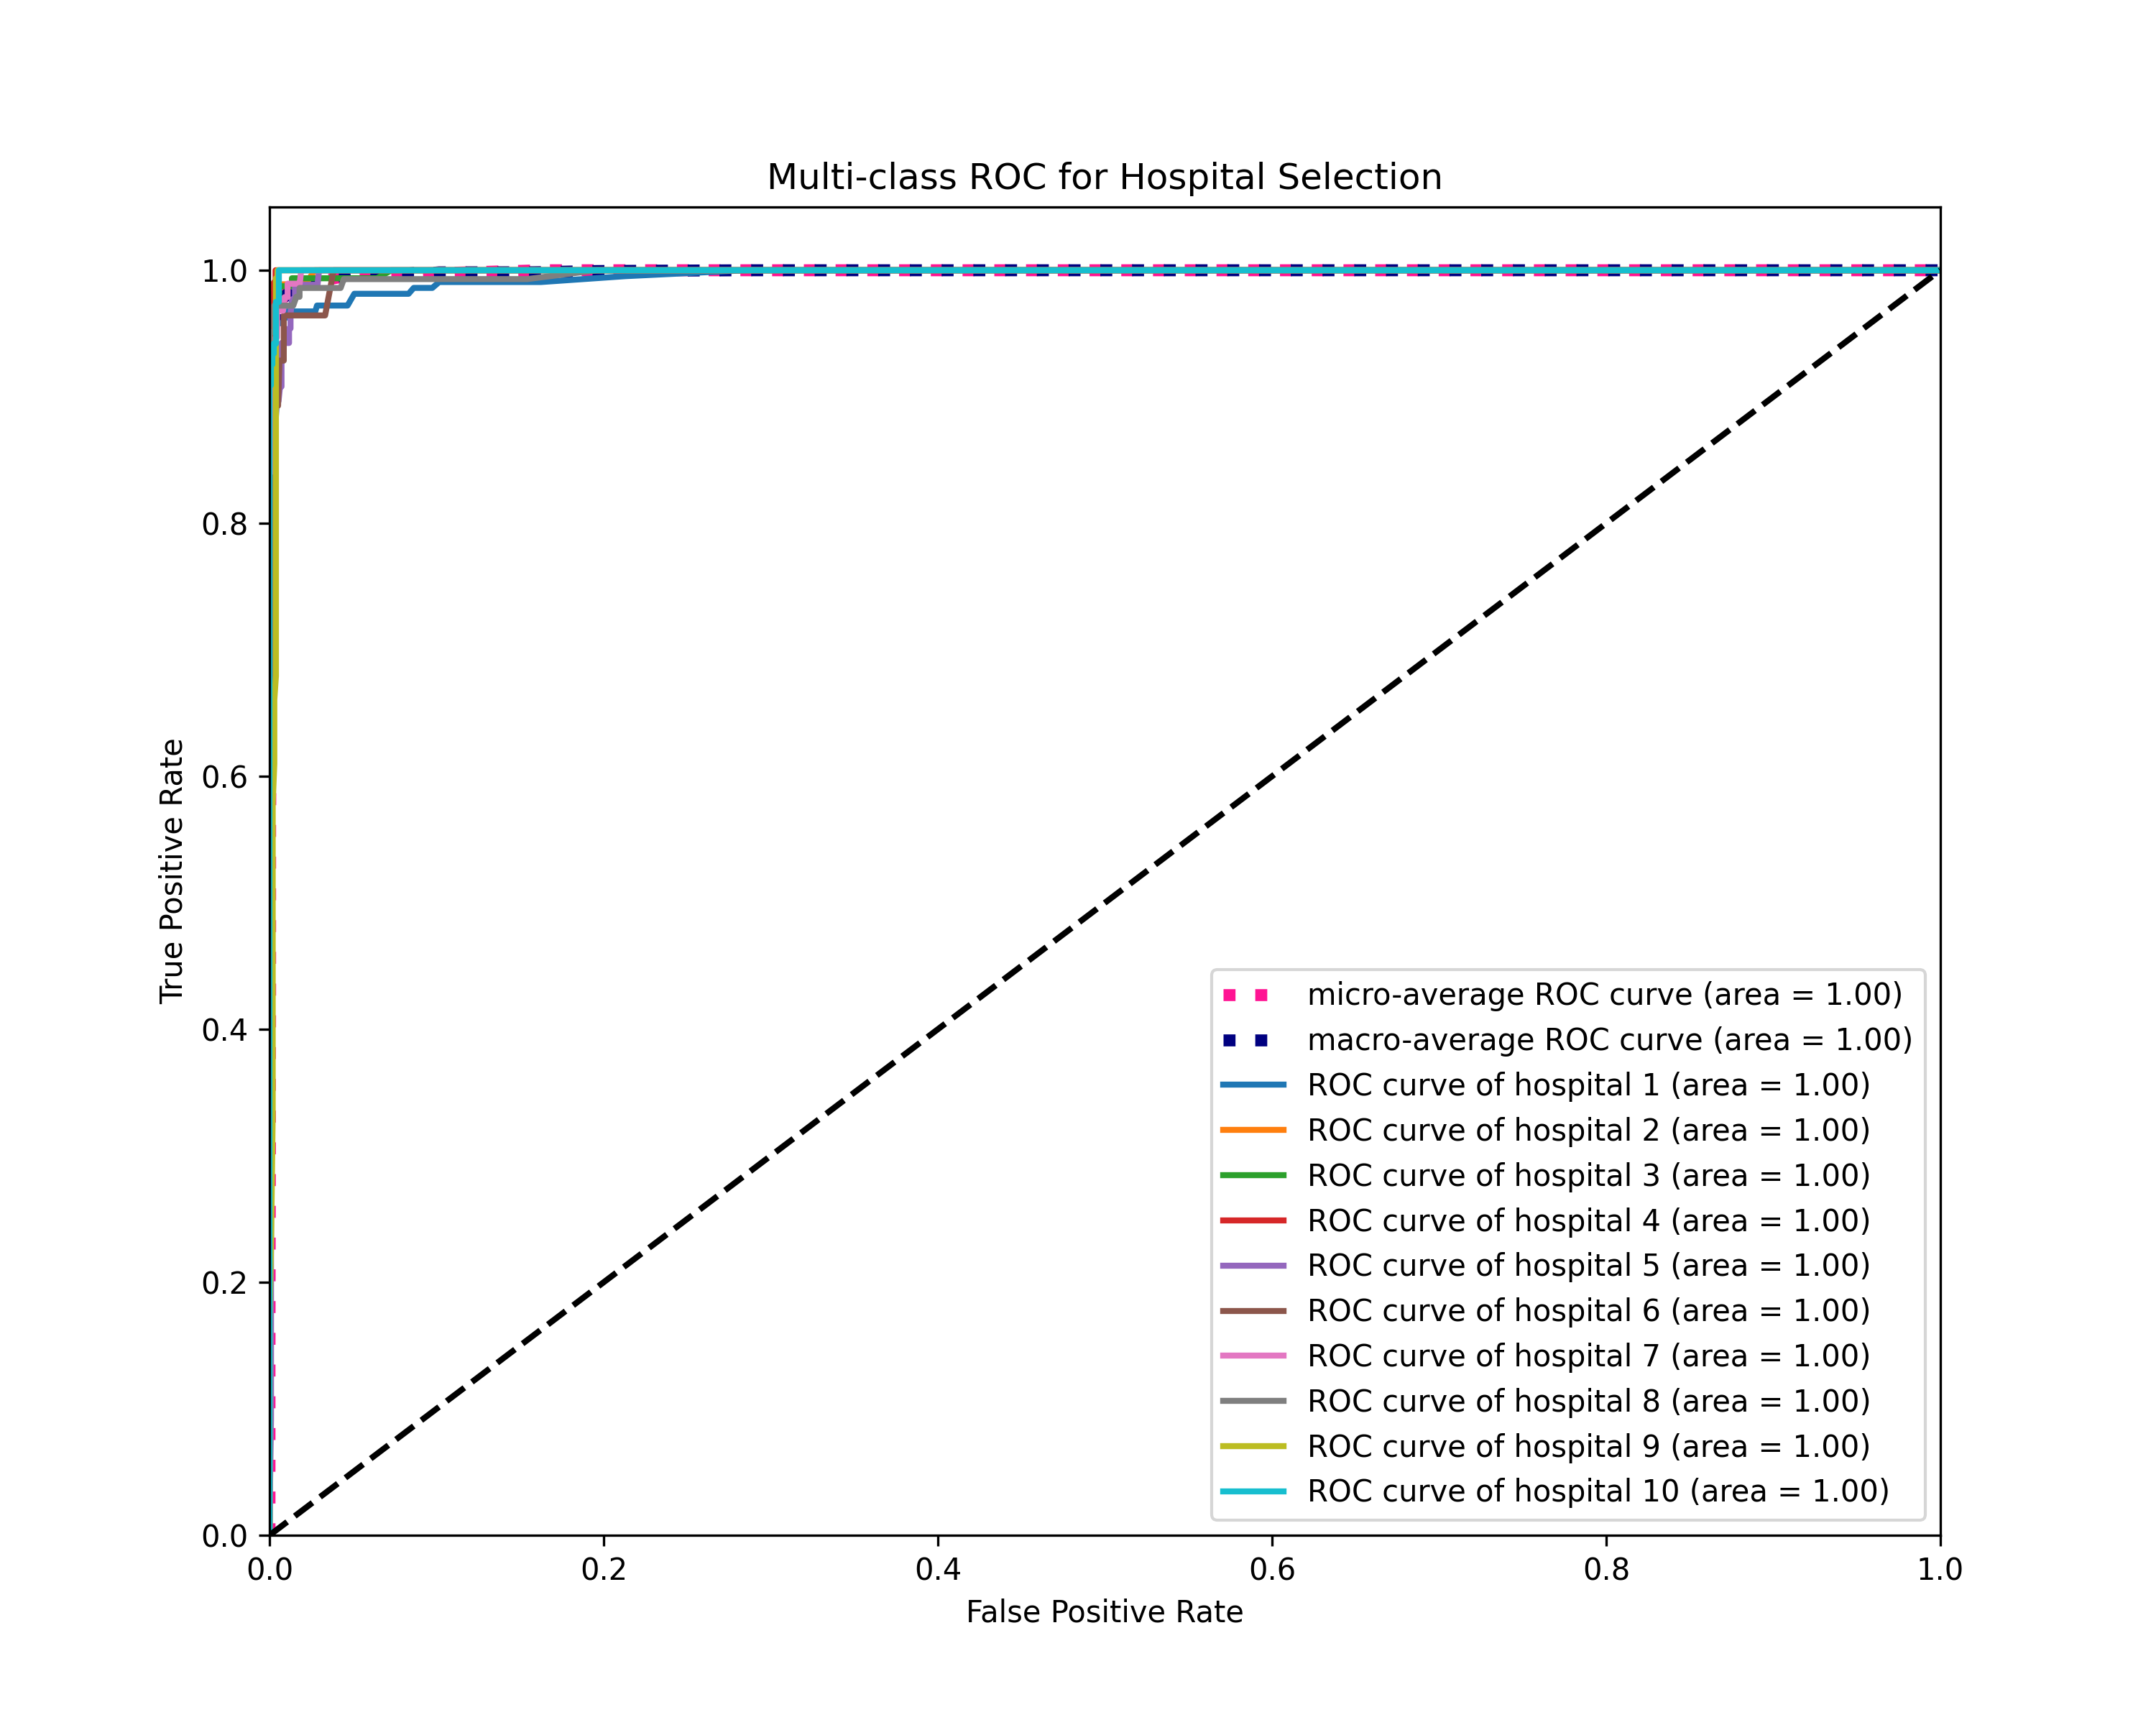 Multi-class ROC for Hospital Selection
1.0
0.8
0.6
0.4
0.2
0.0
True Positive Rate
micro-average ROC curve (area = 1.00)
macro-average ROC curve (area = 1.00)
ROC curve of hospital 1 (area = 1.00)
ROC curve of hospital 2 (area = 1.00)
ROC curve of hospital 3 (area = 1.00)
ROC curve of hospital 4 (area = 1.00)
ROC curve of hospital 5 (area = 1.00)
ROC curve of hospital 6 (area = 1.00)
ROC curve of hospital 7 (area = 1.00)
ROC curve of hospital 8 (area = 1.00)
ROC curve of hospital 9 (area = 1.00)
ROC curve of hospital 10 (area = 1.00)
0.0 0.2 0.4 0.6 0.8 1.0
False Positive Rate